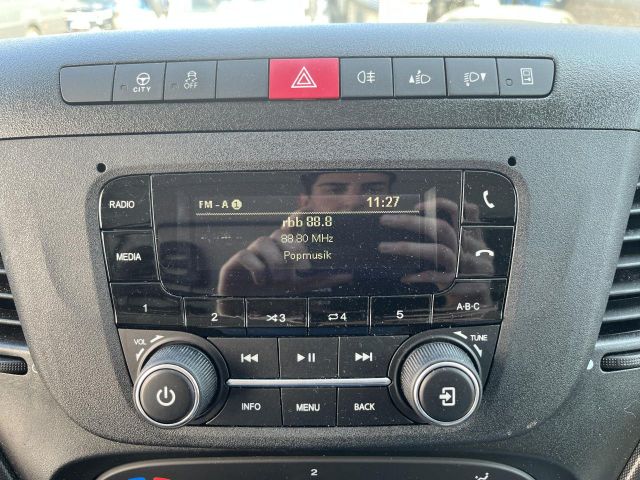 CITY OFF
RADIO
FM - A 1 11:27
rbb 88.8
88.80 MHz
Popmusik
MEDIA
1 2 3 4 5 A·B·C
VOL TUNE
INFO MENU BACK
2